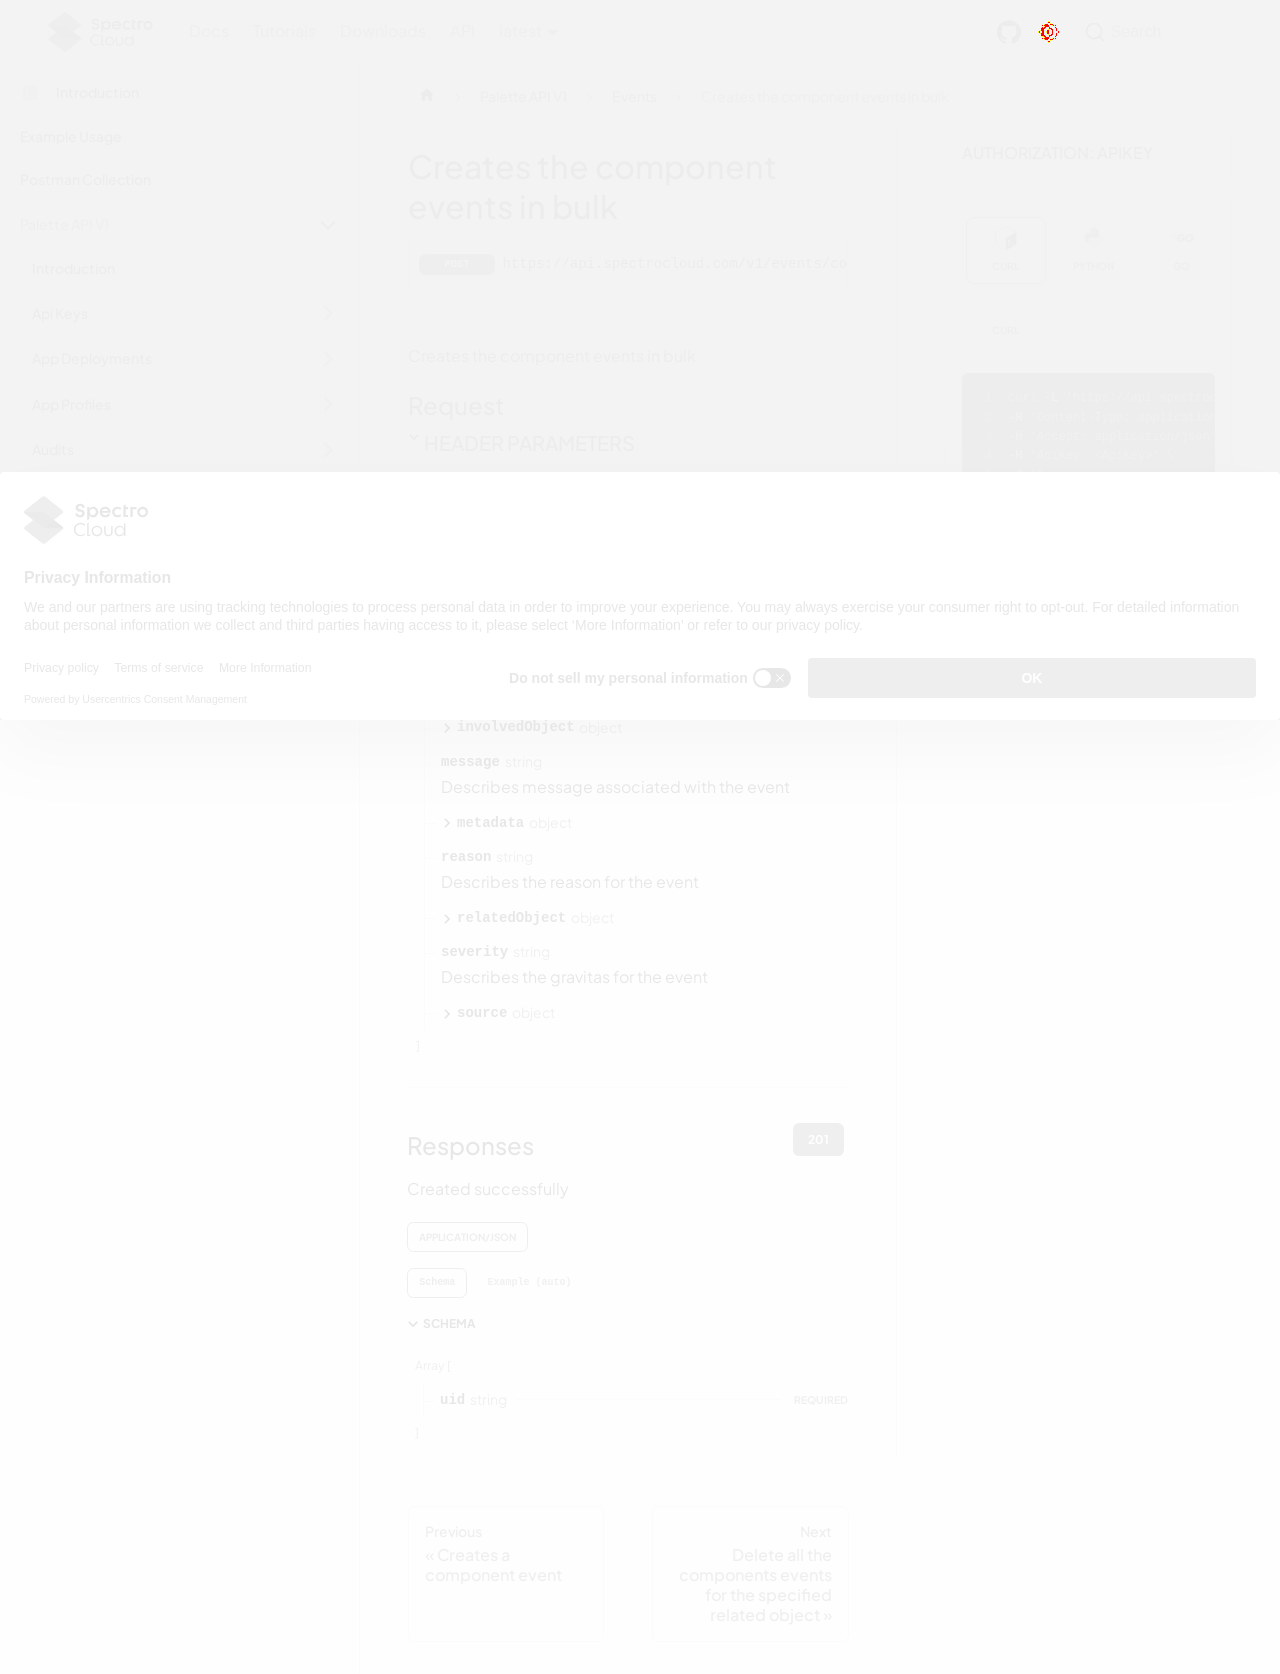 Spectro
Cloud
Docs Tutorials Downloads API latest
Search
Introduction
Palette API V1 Events Creates the component events in bulk
Example Usage
Creates the component
events in bulk
AUTHORIZATION: APIKEY
Postman Collection
Palette API V1
CURL PYTHON GO
Introduction
POST https://api.spectrocloud.com/v1/events/co
Api Keys
CURL
App Deployments
Creates the component events in bulk
App Profiles
Request
HEADER PARAMETERS
Audits
Spectro
Cloud
Privacy Information
We and our partners are using tracking technologies to process personal data in order to improve your experience. You may always exercise your consumer right to opt-out. For detailed information
about personal information we collect and third parties having access to it, please select 'More Information' or refer to our privacy policy.
Privacy policy Terms of service More Information
Do not sell my personal information
OK
Powered by Usercentrics Consent Management
involvedObject object
message string
Describes message associated with the event
metadata object
reason string
Describes the reason for the event
relatedObject object
severity string
Describes the gravitas for the event
source object
]
Responses
201
Created successfully
APPLICATION/JSON
Schema Example (auto)
SCHEMA
Array [
uid string REQUIRED
]
Previous
« Creates a
component event
Next
Delete all the
components events
for the specified
related object »